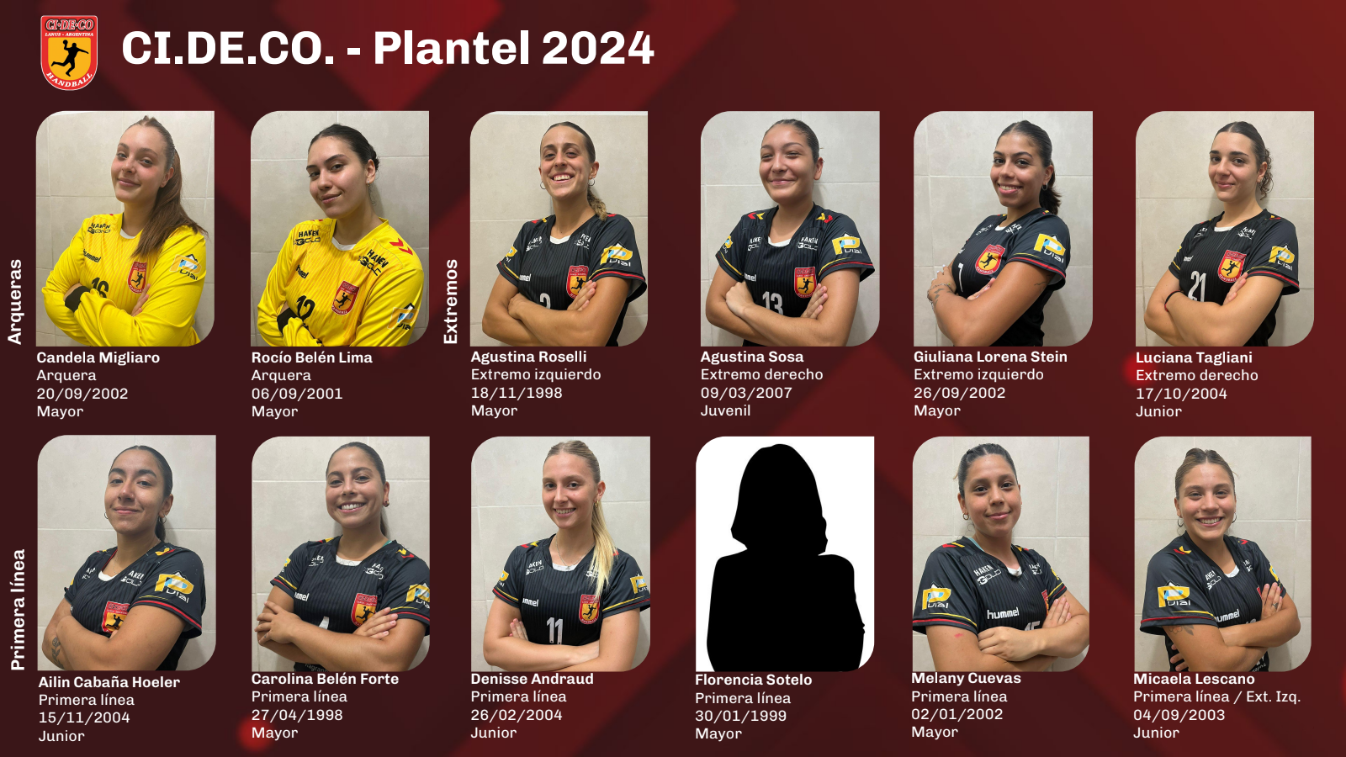 CI·DE·CO
LANUS - ARGENTINA
HANDBALL
CI.DE.CO. - Plantel 2024
Arqueras
Candela Migliaro
Arquera
20/09/2002
Mayor
Rocío Belén Lima
Arquera
06/09/2001
Mayor
Extremos
Agustina Roselli
Extremo izquierdo
18/11/1998
Mayor
Agustina Sosa
Extremo derecho
09/03/2007
Juvenil
Giuliana Lorena Stein
Extremo izquierdo
26/09/2002
Mayor
Luciana Tagliani
Extremo derecho
17/10/2004
Junior
Primera línea
Ailin Cabaña Hoeler
Primera línea
15/11/2004
Junior
Carolina Belén Forte
Primera línea
27/04/1998
Mayor
Denisse Andraud
Primera línea
26/02/2004
Junior
Florencia Sotelo
Primera línea
30/01/1999
Mayor
Melany Cuevas
Primera línea
02/01/2002
Mayor
Micaela Lescano
Primera línea / Ext. Izq.
04/09/2003
Junior
12
13
21
11
hummel